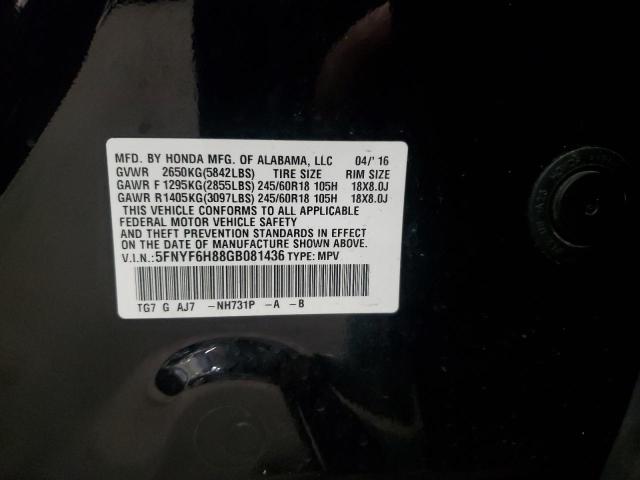 MFD. BY HONDA MFG. OF ALABAMA, LLC 04/'16
GVWR 2650KG(5842LBS) TIRE SIZE RIM SIZE
GAWR F 1295KG(2855LBS) 245/60R18 105H 18X8.0J
GAWR R1405KG(3097LBS) 245/60R18 105H 18X8.0J
THIS VEHICLE CONFORMS TO ALL APPLICABLE
FEDERAL MOTOR VEHICLE SAFETY
AND THEFT PREVENTION STANDARDS IN EFFECT
ON THE DATE OF MANUFACTURE SHOWN ABOVE.
V.I.N.:5FNYF6H88GB081436 TYPE: MPV
TG7 G AJ7 -NH731P -A -B